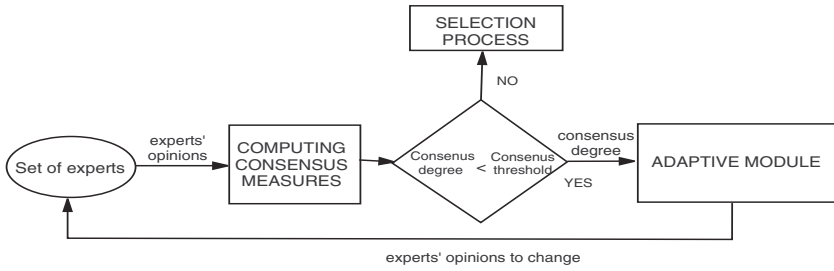 SELECTION
PROCESS
NO
experts'
opinions
Set of experts
COMPUTING
CONSENSUS
MEASURES
Consenus
degree
<
Consenus
threshold
YES
consensus
degree
ADAPTIVE MODULE
experts' opinions to change